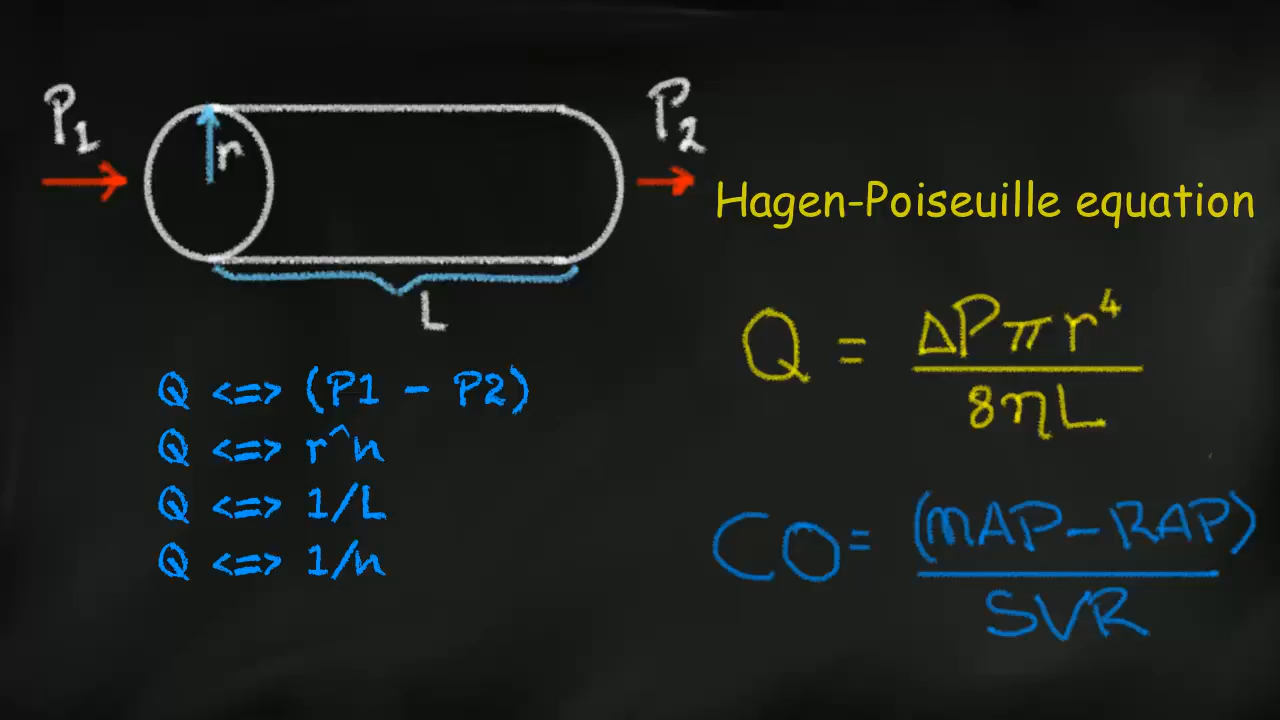 P1
r
P2
L
Hagen-Poiseuille equation
Q = ΔPπr⁴
8ηL
Q <=> (P1 - P2)
Q <=> r^n
Q <=> 1/L
Q <=> 1/n
CO= (MAP-RAP)
SVR